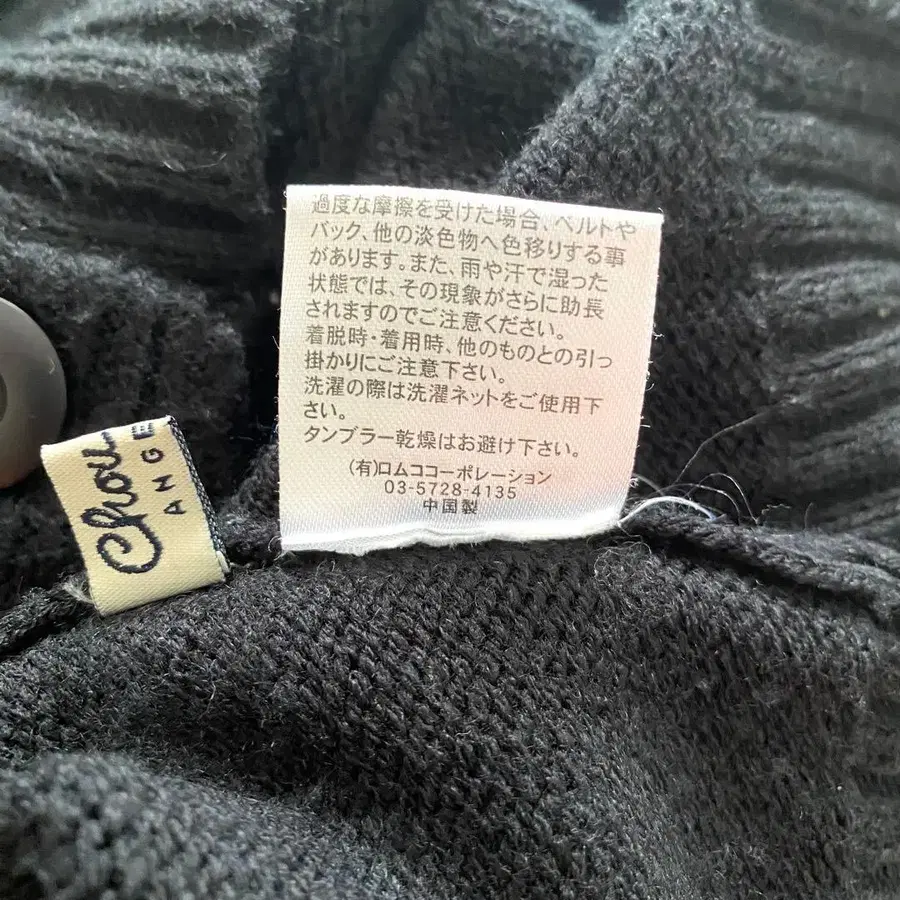 過度な摩擦を受けた場合、ベルトや
バック、他の淡色物へ色移りする事
があります。また、雨や汗で湿った
状態では、その現象がさらに助長
されますのでご注意ください。
着脱時・着用時、他のものとの引っ
掛かりにご注意下さい。
洗濯の際は洗濯ネットをご使用下
さい。
タンブラー乾燥はお避け下さい。
(有)ロムココーポレーション
03-5728-4135
中国製
Chou
ANGE